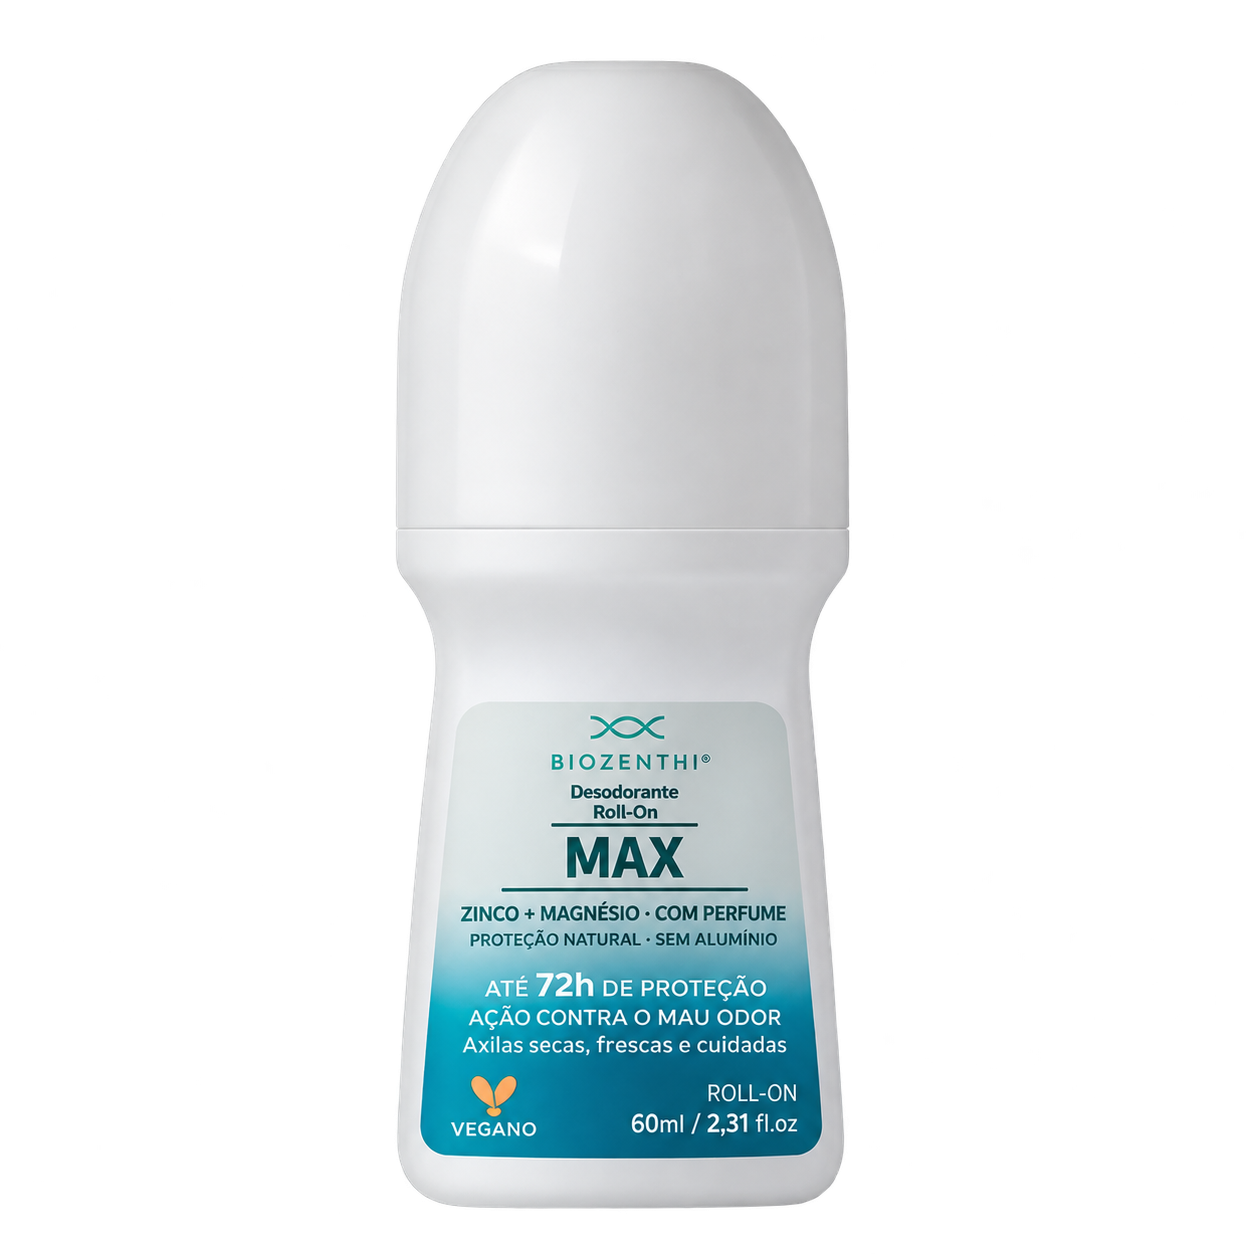 BIOZENTHI®
Desodorante
Roll-On
MAX
ZINCO + MAGNÉSIO · COM PERFUME
PROTEÇÃO NATURAL · SEM ALUMÍNIO
ATÉ 72h DE PROTEÇÃO
AÇÃO CONTRA O MAU ODOR
Axilas secas, frescas e cuidadas
VEGANO
ROLL-ON
60ml / 2,31 fl.oz